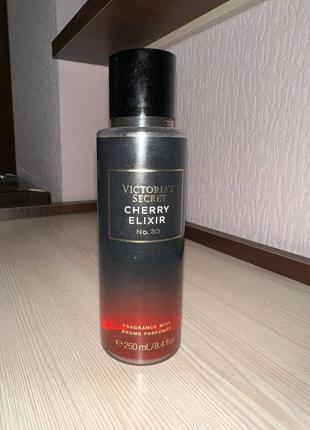 VICTORIA'S
SECRET
CHERRY
ELIXIR
No. 33
FRAGRANCE MIST
BRUME PARFUMÉE
℮ 250 mL/8.4 fl oz